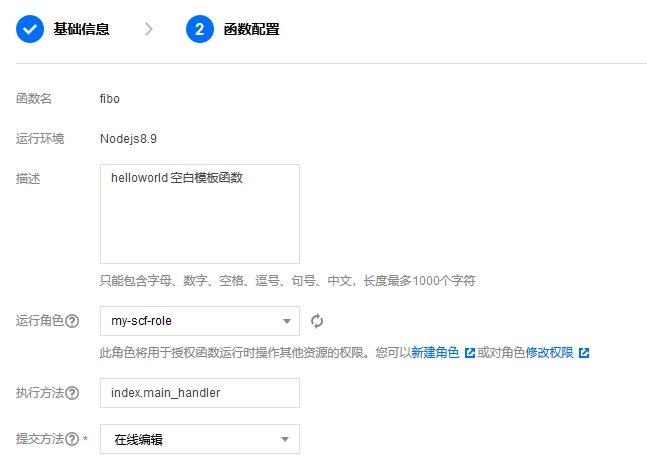 基础信息 2 函数配置
函数名 fibo
运行环境 Nodejs8.9
描述 helloworld 空白模板函数
只能包含字母、数字、空格、逗号、句号、中文，长度最多1000个字符
运行角色 my-scf-role
此角色将用于授权函数运行时操作其他资源的权限。您可以新建角色 或对角色修改权限
执行方法 index.main_handler
提交方法 * 在线编辑